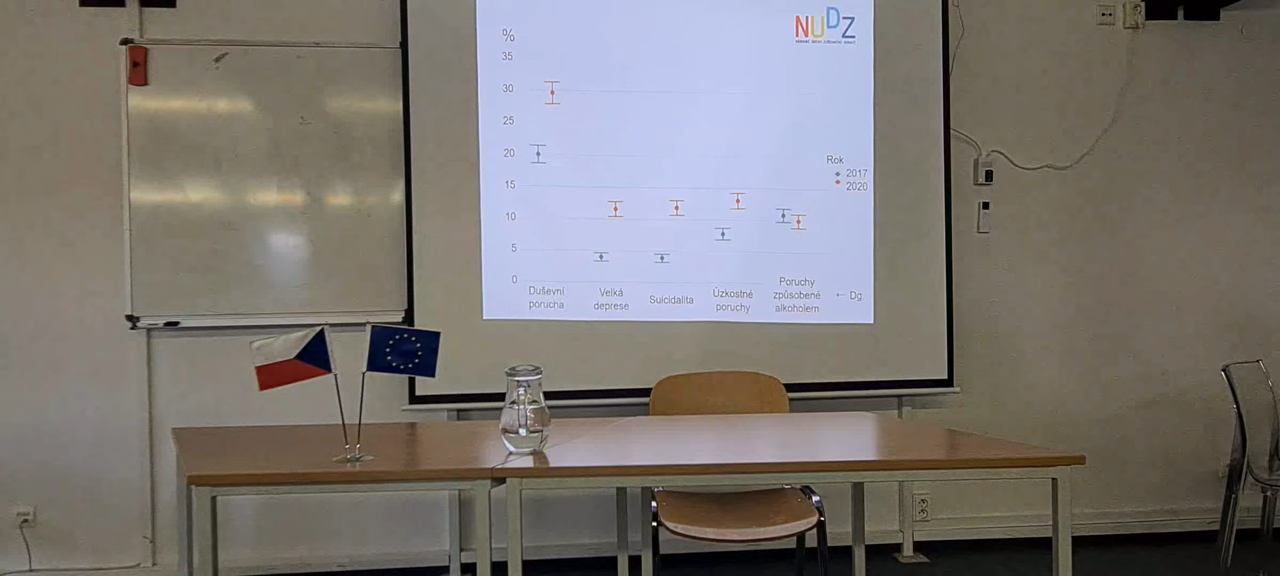 %
NUDZ
35
30
25
20
15
10
5
0
Rok
2017
2020
Duševní
porucha
Velká
deprese
Suicidalita
Úzkostné
poruchy
Poruchy
způsobené
alkoholem
← Dg.